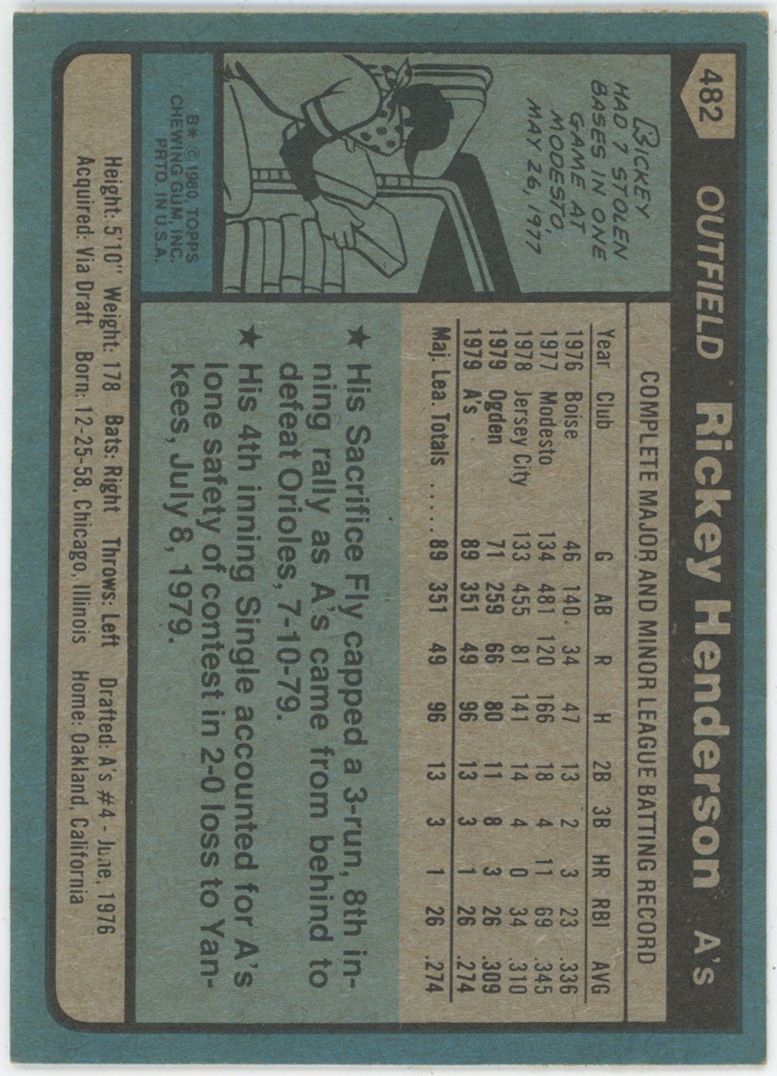 482 OUTFIELD Rickey Henderson A's
RICKEY
HAD 7 STOLEN
BASES IN ONE
GAME AT
MODESTO,
MAY 26, 1977
B* © 1980, TOPPS
CHEWING GUM, INC.
PRTD. IN U.S.A.
COMPLETE MAJOR AND MINOR LEAGUE BATTING RECORD
Year Club G AB R H 2B 3B HR RBI AVG
1976 Boise 46 140 34 47 13 2 3 23 .336
1977 Modesto 134 481 120 166 18 4 11 69 .345
1978 Jersey City 133 455 81 141 14 4 0 34 .310
1979 Ogden 71 259 66 80 11 8 3 26 .309
1979 A's 89 351 49 96 13 3 1 26 .274
Maj. Lea. Totals ...... 89 351 49 96 13 3 1 26 .274
★ His Sacrifice Fly capped a 3-run, 8th in-
ning rally as A's came from behind to
defeat Orioles, 7-10-79.
★ His 4th inning Single accounted for A's
lone safety of contest in 2-0 loss to Yan-
kees, July 8, 1979.
Height: 5'10" Weight: 178 Bats: Right Throws: Left Drafted: A's #4 - June, 1976
Acquired: Via Draft Born: 12-25-58, Chicago, Illinois Home: Oakland, California